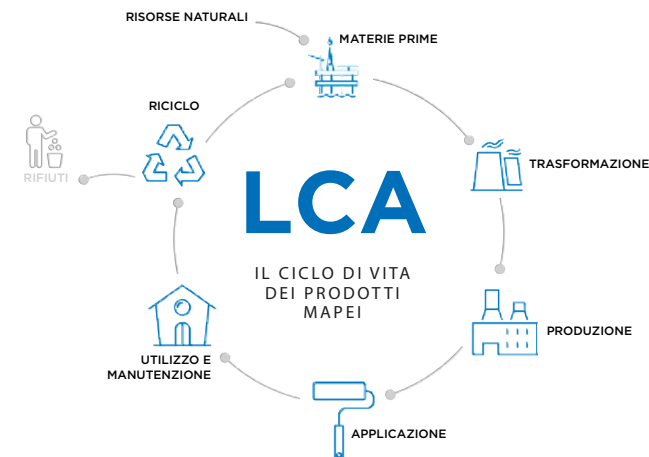 RISORSE NATURALI
MATERIE PRIME
RICICLO
RIFIUTI
TRASFORMAZIONE
LCA
IL CICLO DI VITA
DEI PRODOTTI
MAPEI
PRODUZIONE
UTILIZZO E
MANUTENZIONE
APPLICAZIONE